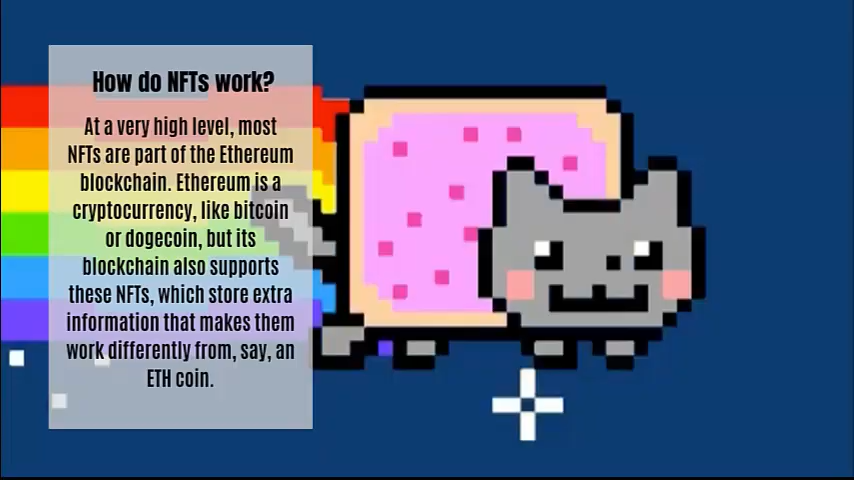 How do NFTs work?
At a very high level, most
NFTs are part of the Ethereum
blockchain. Ethereum is a
cryptocurrency, like bitcoin
or dogecoin, but its
blockchain also supports
these NFTs, which store extra
information that makes them
work differently from, say, an
ETH coin.